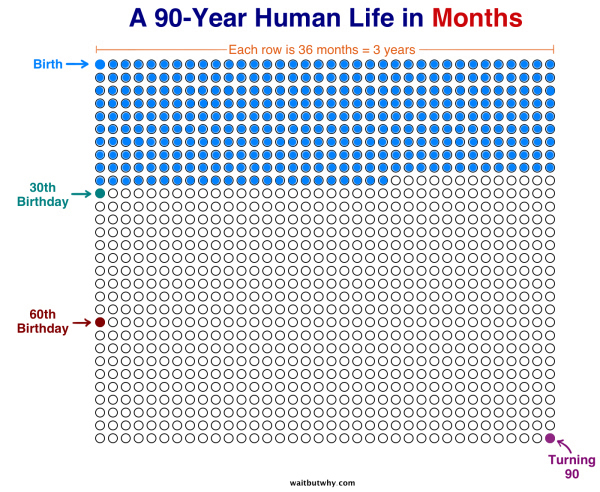 A 90-Year Human Life in Months
Each row is 36 months = 3 years
Birth
30th
Birthday
60th
Birthday
Turning
90
waitbutwhy.com